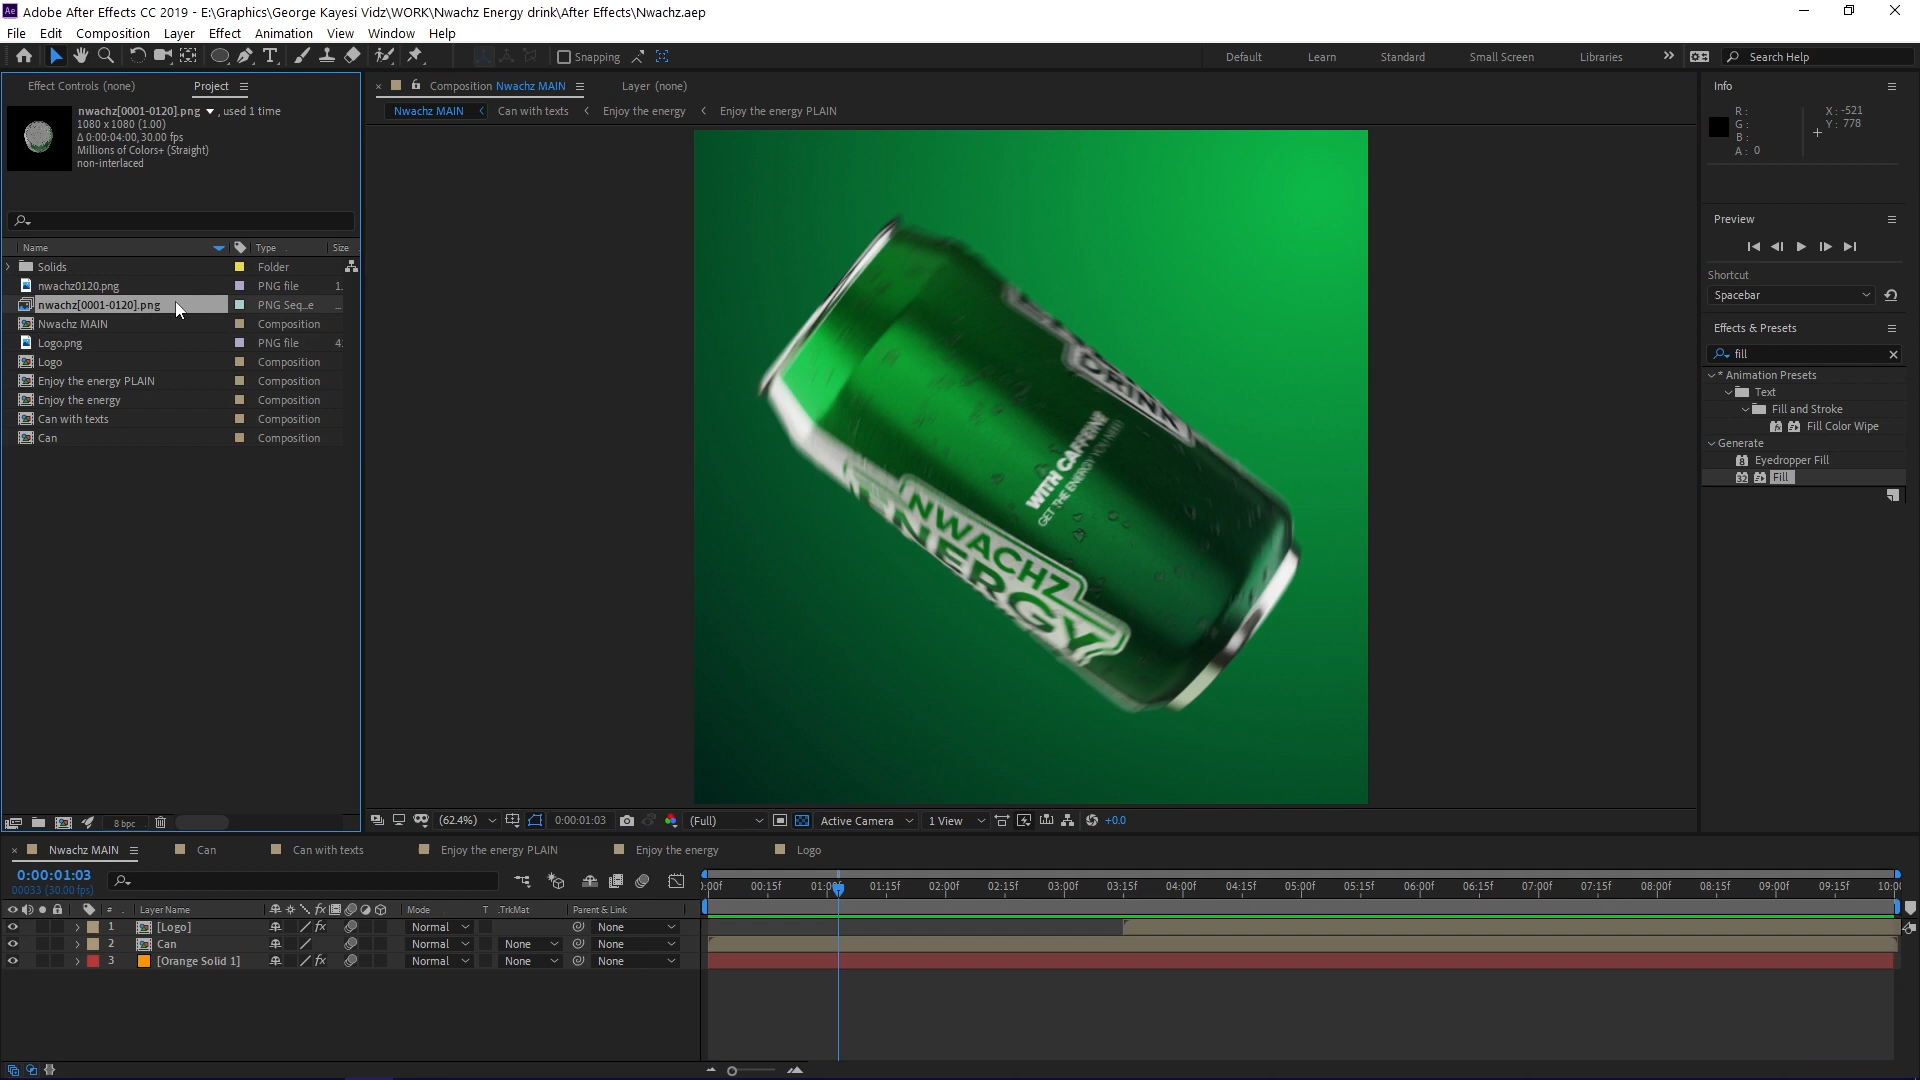 Adobe After Effects CC 2019 - E:\Graphics\George Kayesi Vidz\WORK\Nwachz Energy drink\After Effects\Nwachz.aep
File Edit Composition Layer Effect Animation View Window Help
Snapping
Default Learn Standard Small Screen Libraries Search Help
Effect Controls (none) Project
nwachz[0001-0120].png , used 1 time
1080 x 1080 (1.00)
Δ 0:00:04:00, 30.00 fps
Millions of Colors+ (Straight)
non-interlaced
Name Type Size
Solids Folder
nwachz0120.png PNG file 1.
nwachz[0001-0120].png PNG Seq...e ...
Nwachz MAIN Composition
Logo.png PNG file 4
Logo Composition
Enjoy the energy PLAIN Composition
Enjoy the energy Composition
Can with texts Composition
Can Composition
8 bpc
Composition Nwachz MAIN Layer (none)
Nwachz MAIN Can with texts Enjoy the energy Enjoy the energy PLAIN
DRINK
WITH CAFFEINE
GET THE ENERGY YOU NEED
NWACHZ
ENERGY
(62.4%) 0:00:01:03 (Full) Active Camera 1 View +0.0
Info
R :
G :
B :
A : 0
X : -521
Y : 778
Preview
Shortcut
Spacebar
Effects & Presets
fill
* Animation Presets
Text
Fill and Stroke
Fill Color Wipe
Generate
Eyedropper Fill
Fill
Nwachz MAIN Can Can with texts Enjoy the energy PLAIN Enjoy the energy Logo
0:00:01:03
00033 (30.00 fps)
:00f 00:15f 01:0 01:15f 02:00f 02:15f 03:00f 03:15f 04:00f 04:15f 05:00f 05:15f 06:00f 06:15f 07:00f 07:15f 08:00f 08:15f 09:00f 09:15f 10:0
# Layer Name Mode T .TrkMat Parent & Link
1 [Logo] Normal None
2 Can Normal None None
3 [Orange Solid 1] Normal None None